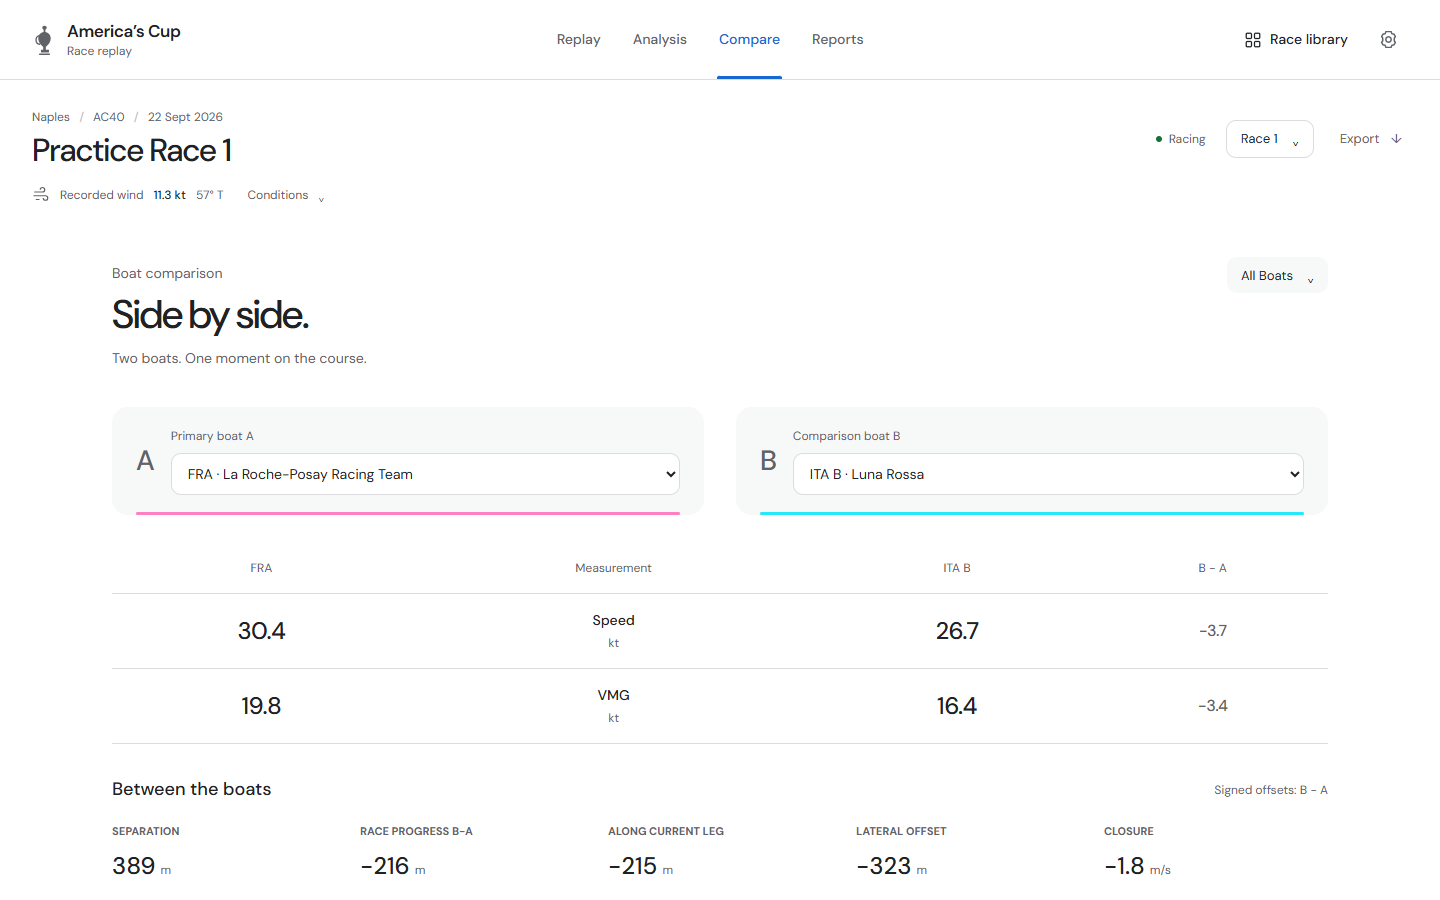 America's Cup
Race replay
Replay
Analysis
Compare
Reports
Race library
Naples / AC40 / 22 Sept 2026
Practice Race 1
Racing
Race 1
Export
Recorded wind 11.3 kt 57° T
Conditions
Boat comparison
Side by side.
Two boats. One moment on the course.
All Boats
A
Primary boat A
FRA · La Roche-Posay Racing Team
B
Comparison boat B
ITA B · Luna Rossa
FRA Measurement ITA B B − A
30.4 Speed kt 26.7 −3.7
19.8 VMG kt 16.4 −3.4
Between the boats
Signed offsets: B − A
SEPARATION
389 m
RACE PROGRESS B−A
−216 m
ALONG CURRENT LEG
−215 m
LATERAL OFFSET
−323 m
CLOSURE
−1.8 m/s